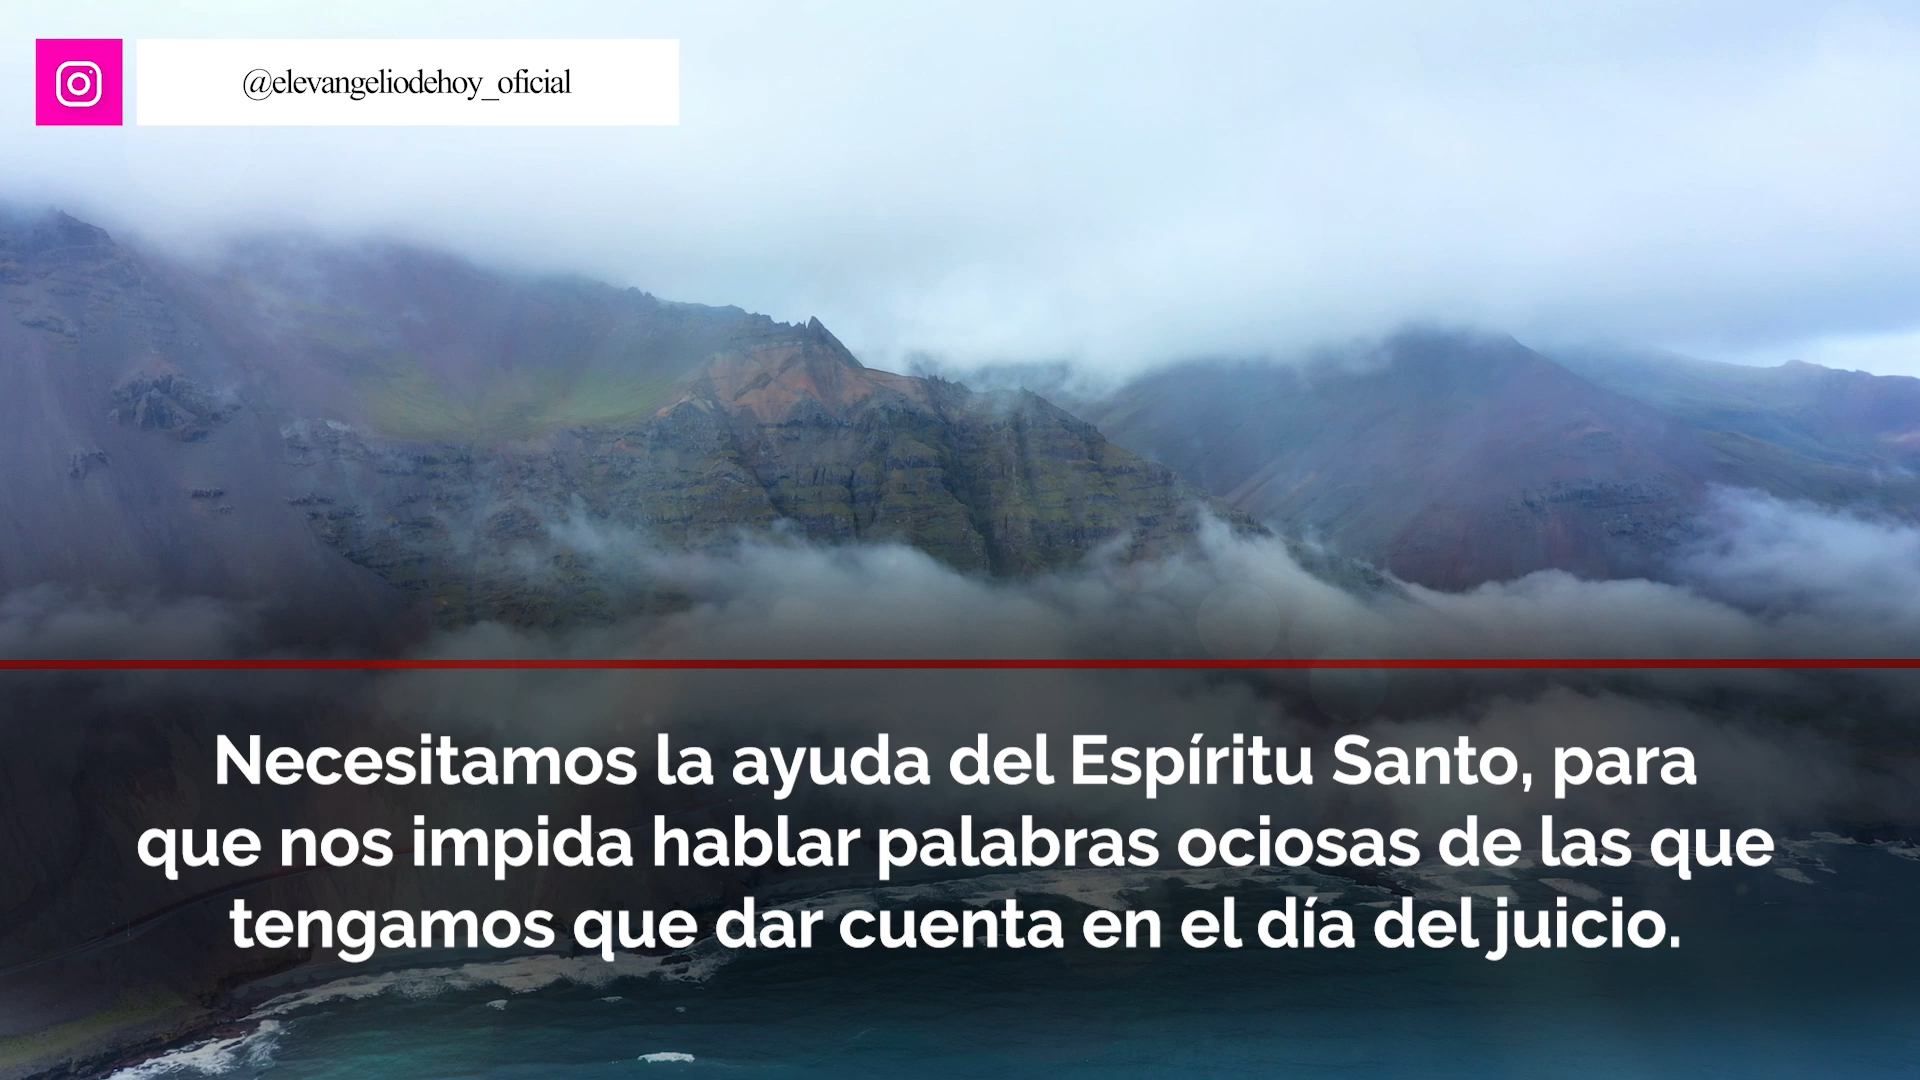 @elevangeliodehoy_oficial
Necesitamos la ayuda del Espíritu Santo, para
que nos impida hablar palabras ociosas de las que
tengamos que dar cuenta en el día del juicio.